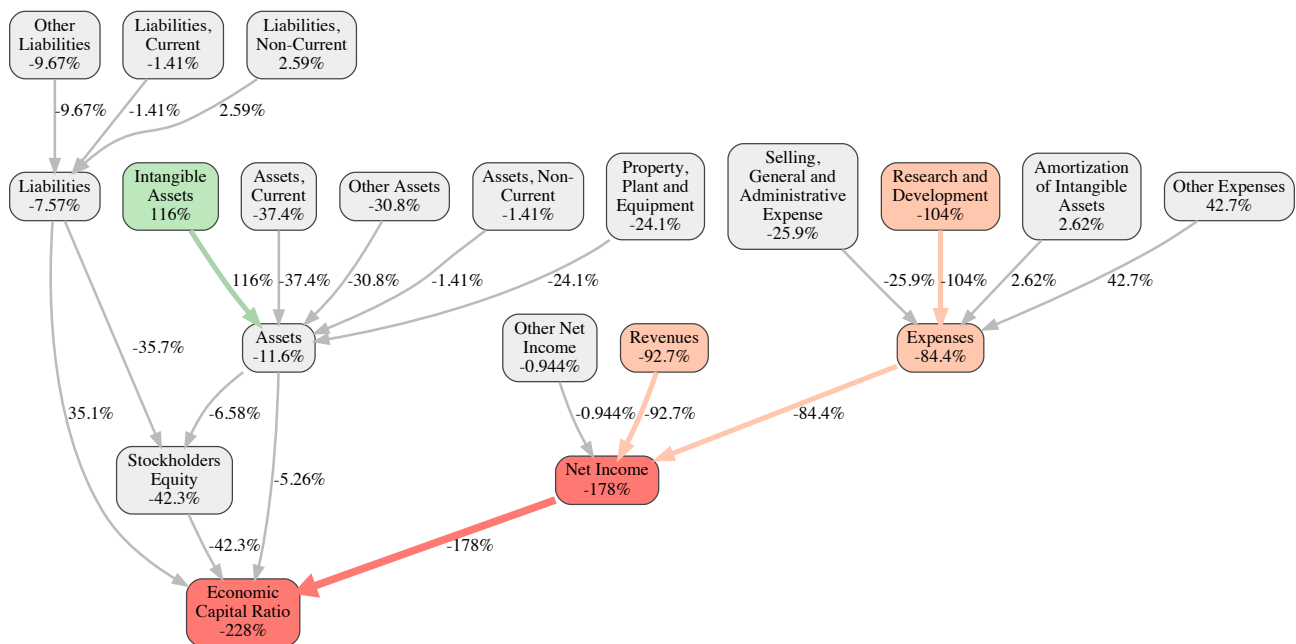 Other
Liabilities
-9.67%
Liabilities,
Current
-1.41%
Liabilities,
Non-Current
2.59%
-9.67%
-1.41%
2.59%
Liabilities
-7.57%
Intangible
Assets
116%
Assets,
Current
-37.4%
Other Assets
-30.8%
Assets, Non-
Current
-1.41%
Property,
Plant and
Equipment
-24.1%
Selling,
General and
Administrative
Expense
-25.9%
Research and
Development
-104%
Amortization
of Intangible
Assets
2.62%
Other Expenses
42.7%
116%
-37.4%
-30.8%
-1.41%
-24.1%
-25.9%
-104%
2.62%
42.7%
Assets
-11.6%
Other Net
Income
-0.944%
Revenues
-92.7%
Expenses
-84.4%
-35.7%
35.1%
-6.58%
-0.944%
-92.7%
-84.4%
Stockholders
Equity
-42.3%
-5.26%
Net Income
-178%
-42.3%
-178%
Economic
Capital Ratio
-228%